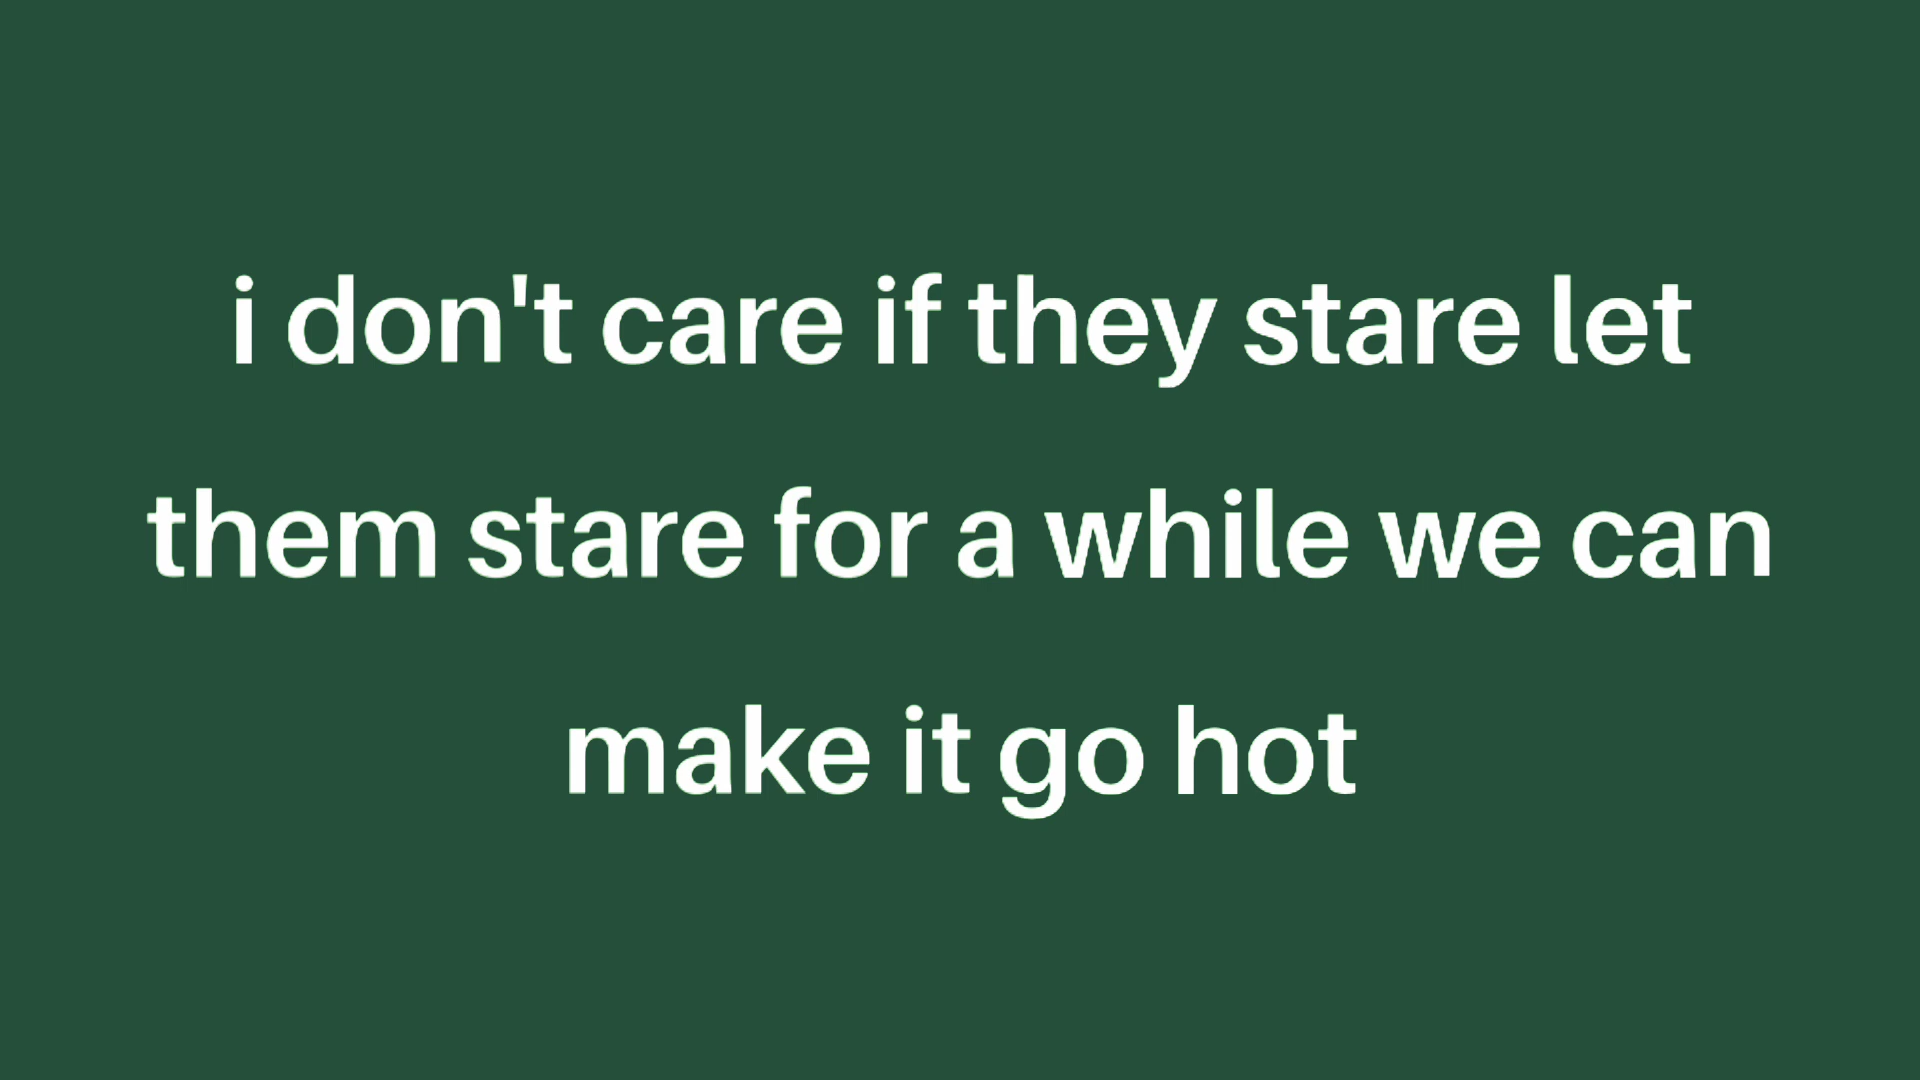 i don't care if they stare let
them stare for a while we can
make it go hot